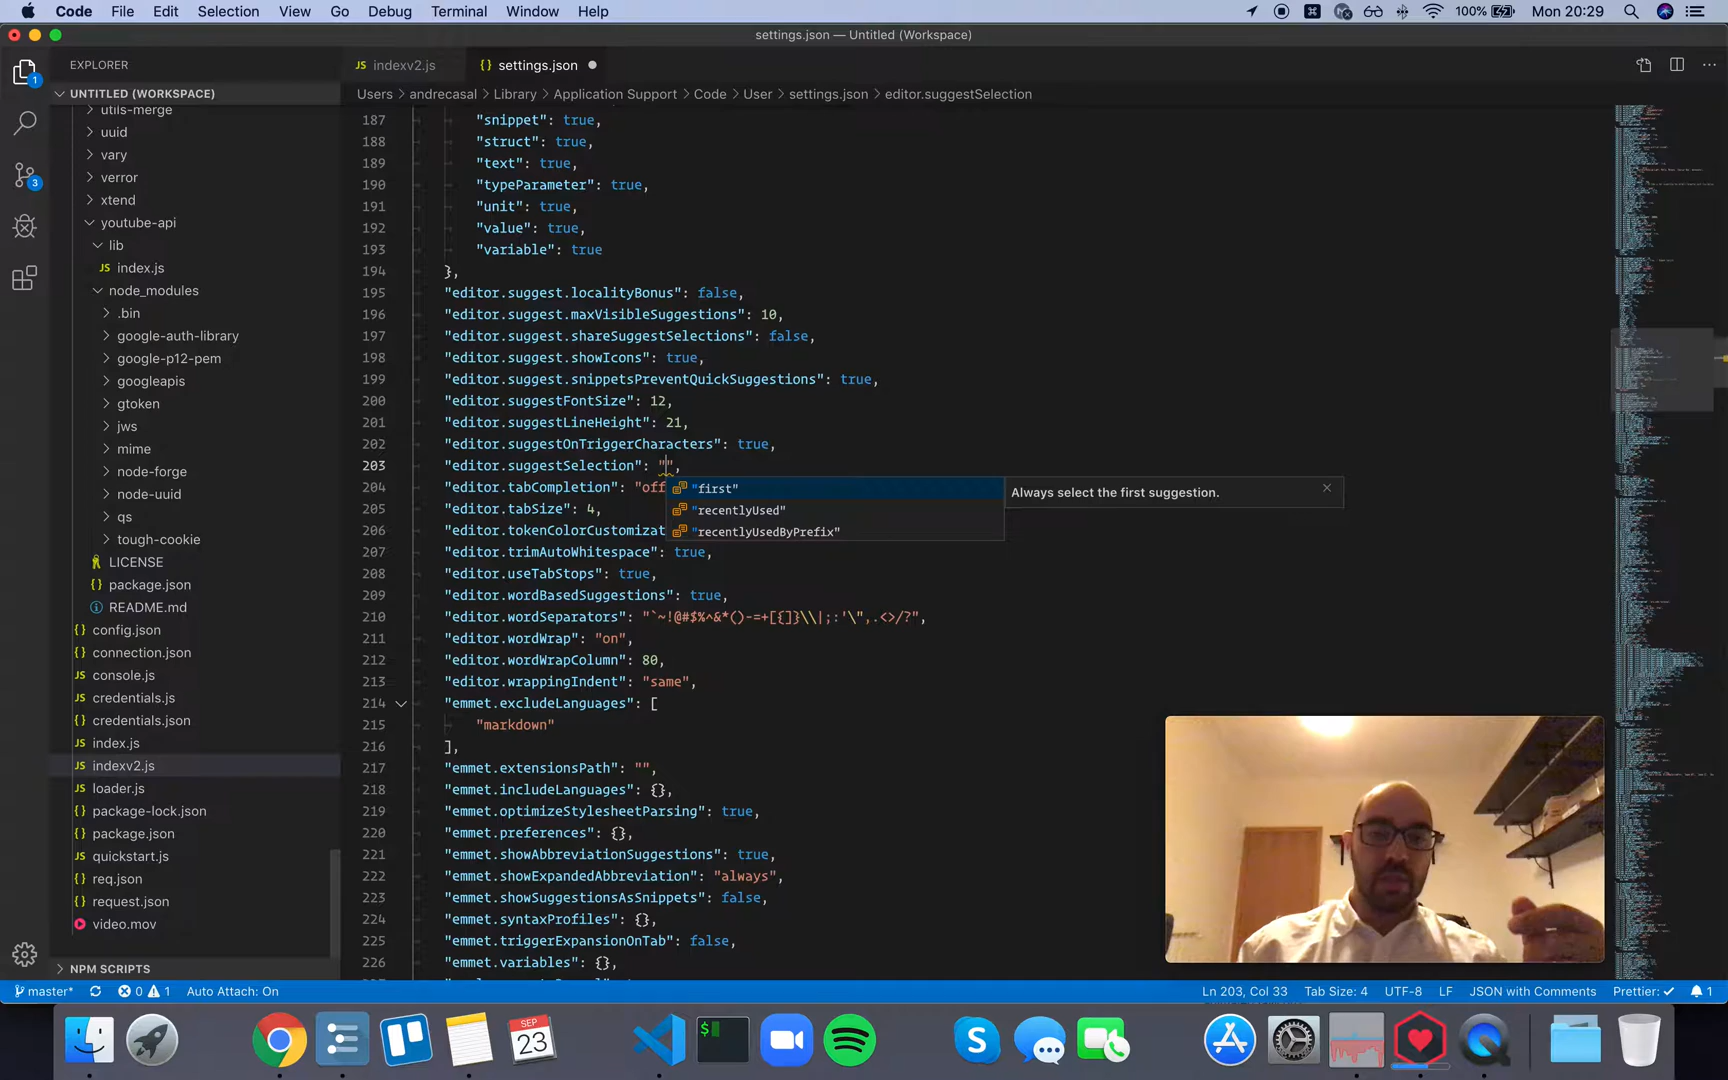 Code File Edit Selection View Go Debug Terminal Window Help 100% Mon 20:29
settings.json — Untitled (Workspace)
EXPLORER
indexv2.js
{} settings.json
UNTITLED (WORKSPACE)
Users > andrecasal > Library > Application Support > Code > User > settings.json > editor.suggestSelection
1
3
utils-merge
uuid
vary
verror
xtend
youtube-api
lib
JS index.js
node_modules
.bin
google-auth-library
google-p12-pem
googleapis
gtoken
jws
mime
node-forge
node-uuid
qs
tough-cookie
LICENSE
{} package.json
README.md
{} config.json
{} connection.json
JS console.js
JS credentials.js
{} credentials.json
JS index.js
JS indexv2.js
JS loader.js
{} package-lock.json
{} package.json
JS quickstart.js
{} req.json
{} request.json
video.mov
NPM SCRIPTS
187 "snippet": true,
188 "struct": true,
189 "text": true,
190 "typeParameter": true,
191 "unit": true,
192 "value": true,
193 "variable": true
194 },
195 "editor.suggest.localityBonus": false,
196 "editor.suggest.maxVisibleSuggestions": 10,
197 "editor.suggest.shareSuggestSelections": false,
198 "editor.suggest.showIcons": true,
199 "editor.suggest.snippetsPreventQuickSuggestions": true,
200 "editor.suggestFontSize": 12,
201 "editor.suggestLineHeight": 21,
202 "editor.suggestOnTriggerCharacters": true,
203 "editor.suggestSelection": "",
204 "editor.tabCompletion": "off
205 "editor.tabSize": 4,
206 "editor.tokenColorCustomizat
207 "editor.trimAutoWhitespace": true,
208 "editor.useTabStops": true,
209 "editor.wordBasedSuggestions": true,
210 "editor.wordSeparators": "`~!@#$%^&*()-=+[{]}\\|;:'\",.<>/?",
211 "editor.wordWrap": "on",
212 "editor.wordWrapColumn": 80,
213 "editor.wrappingIndent": "same",
214 "emmet.excludeLanguages": [
215 "markdown"
216 ],
217 "emmet.extensionsPath": "",
218 "emmet.includeLanguages": {},
219 "emmet.optimizeStylesheetParsing": true,
220 "emmet.preferences": {},
221 "emmet.showAbbreviationSuggestions": true,
222 "emmet.showExpandedAbbreviation": "always",
223 "emmet.showSuggestionsAsSnippets": false,
224 "emmet.syntaxProfiles": {},
225 "emmet.triggerExpansionOnTab": false,
226 "emmet.variables": {},
"first"
"recentlyUsed"
"recentlyUsedByPrefix"
Always select the first suggestion.
master* 0 1 Auto Attach: On Ln 203, Col 33 Tab Size: 4 UTF-8 LF JSON with Comments Prettier: ✓ 1
SEP
23
$
S